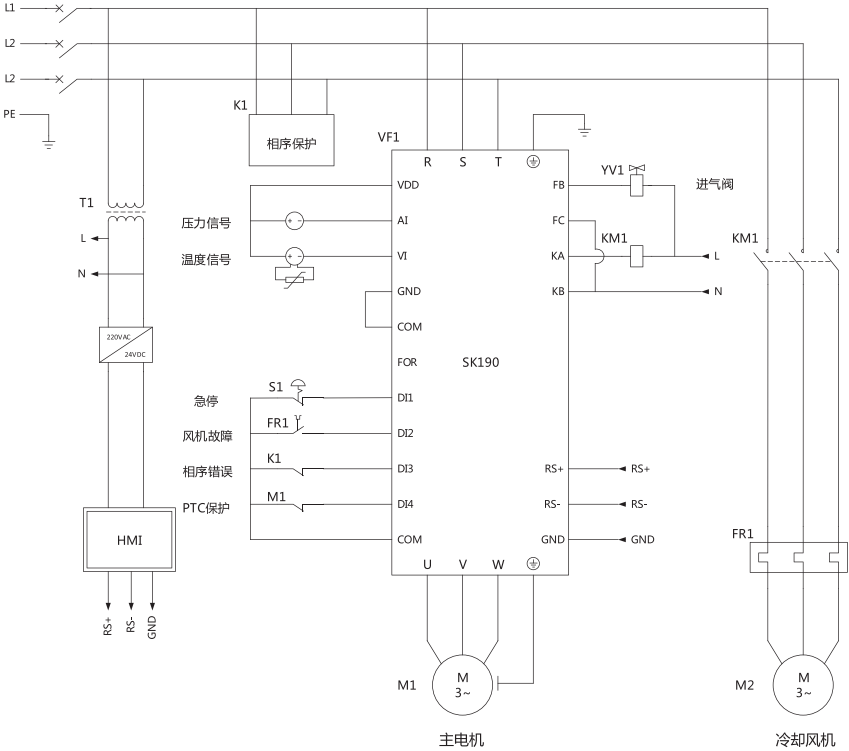 L1
L2
L2
PE
K1
相序保护
VF1
R S T
T1
L
N
220VAC
24VDC
HMI
RS+
RS-
GND
压力信号
温度信号
急停
S1
风机故障
FR1
相序错误
K1
PTC保护
M1
VDD
AI
VI
GND
COM
FOR
DI1
DI2
DI3
DI4
COM
SK190
FB
FC
KA
KB
RS+
RS-
GND
U V W
YV1
进气阀
KM1
L
N
RS+
RS-
GND
M1
M
3~
主电机
KM1
FR1
M2
M
3~
冷却风机